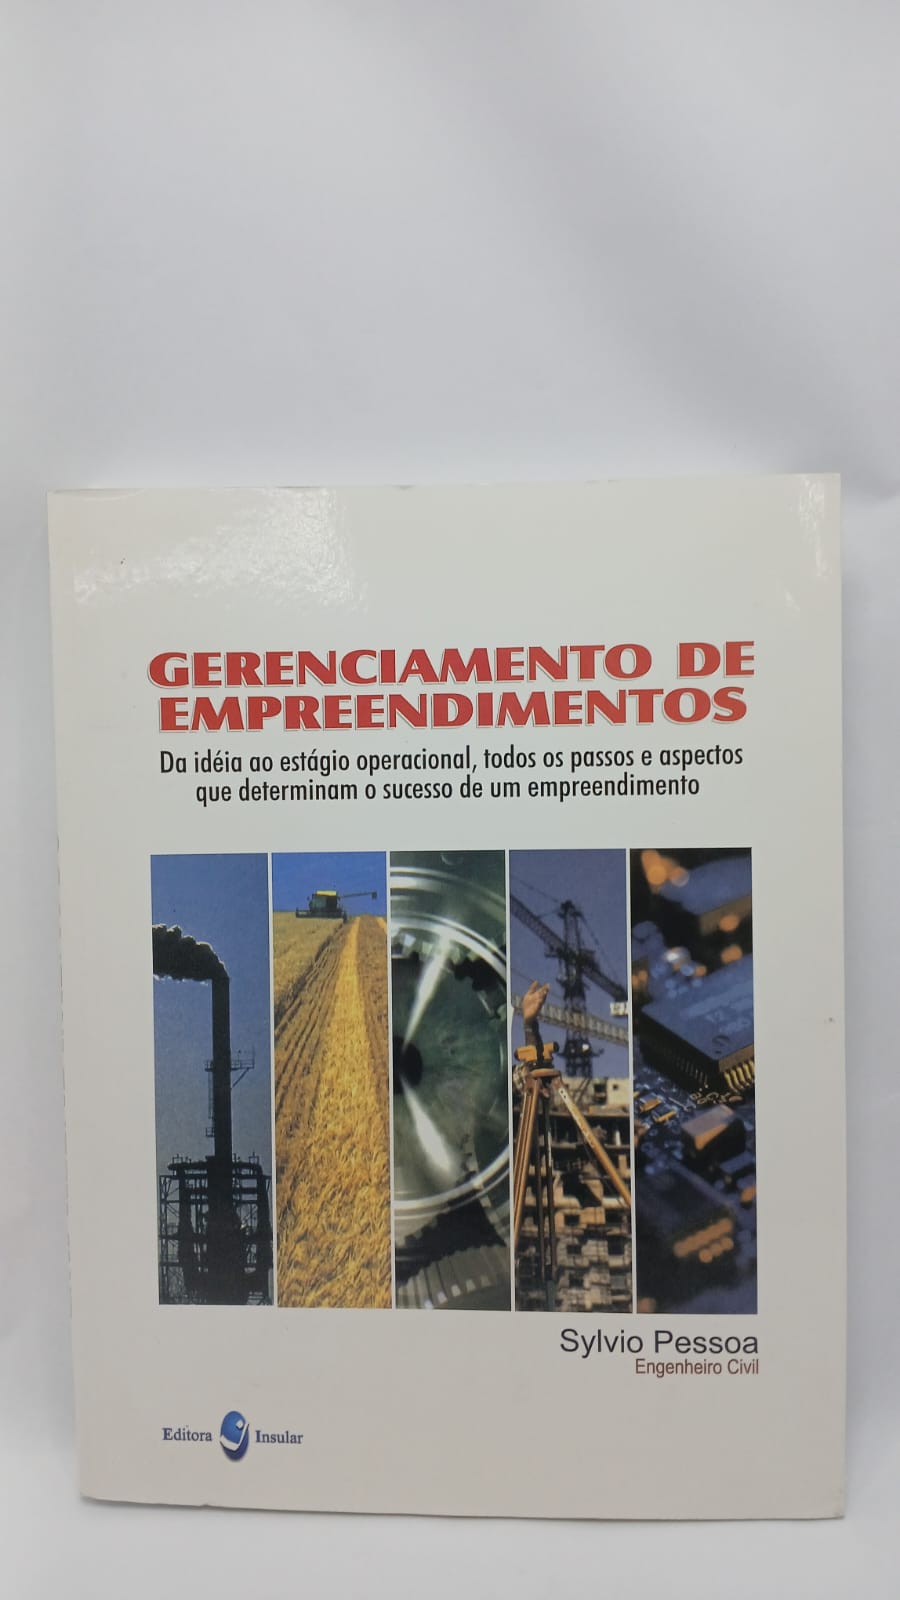 GERENCIAMENTO DE
EMPREENDIMENTOS
Da idéia ao estágio operacional, todos os passos e aspectos
que determinam o sucesso de um empreendimento
Sylvio Pessoa
Engenheiro Civil
Editora Insular